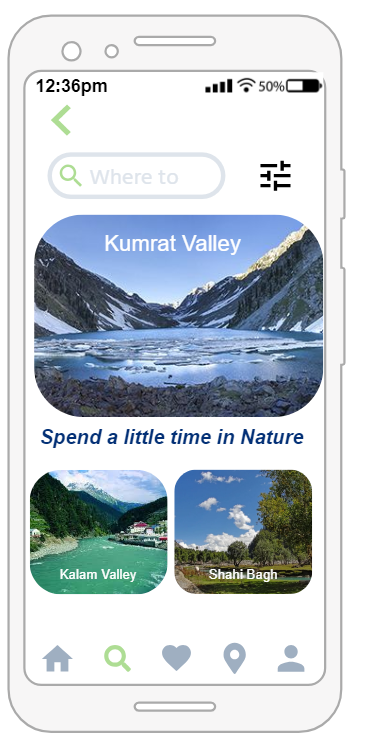 12:36pm 50%
Where to
Kumrat Valley
Spend a little time in Nature
Kalam Valley
Shahi Bagh